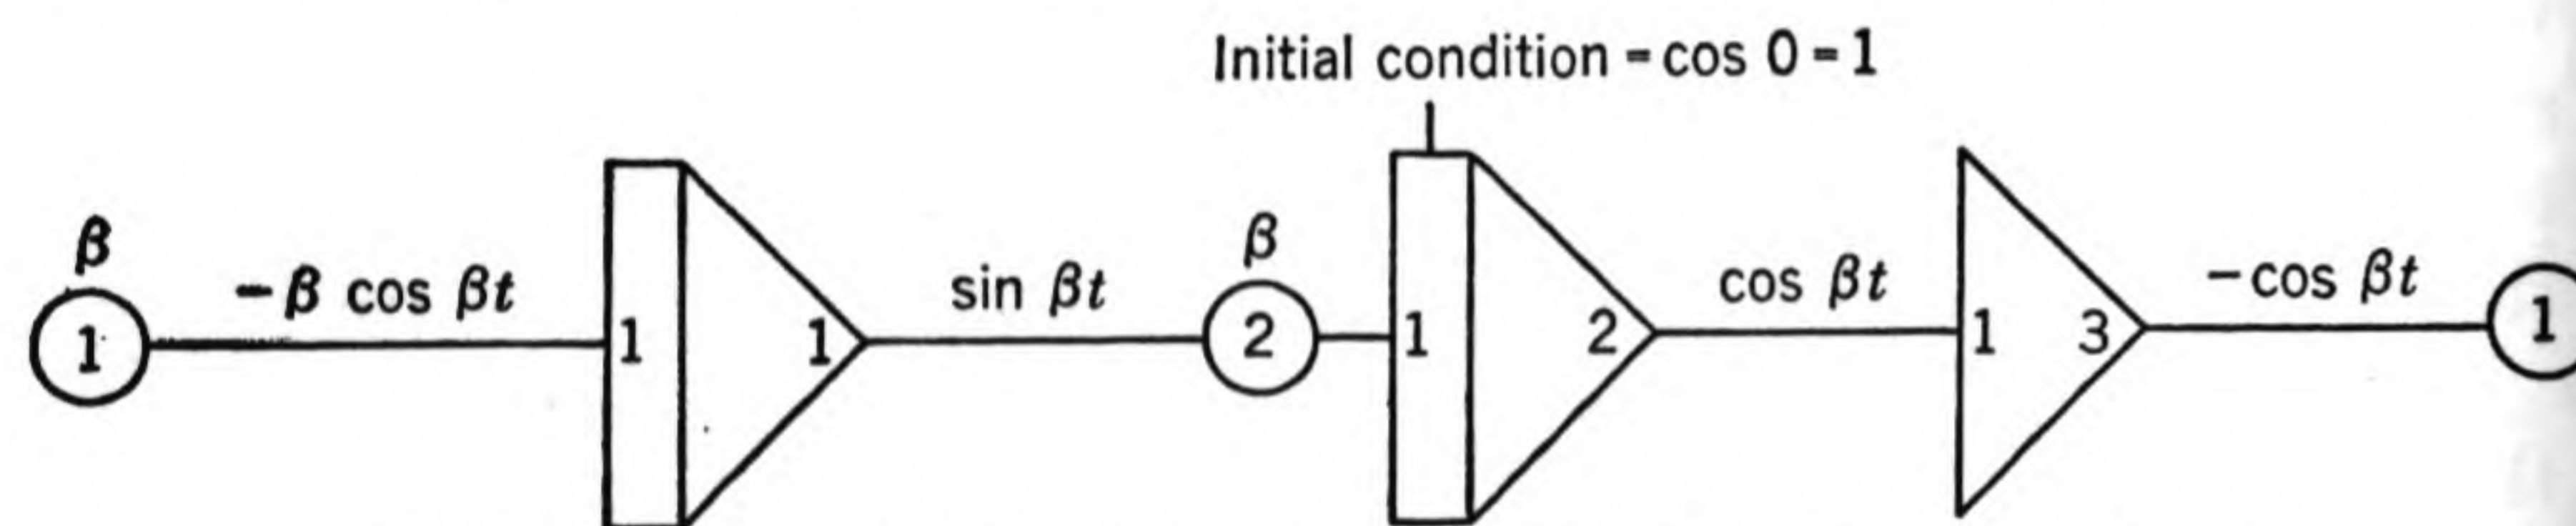 Initial condition = cos 0 = 1
β
1
−β cos βt
1
1
sin βt
β
2
1
2
cos βt
1
3
−cos βt
1